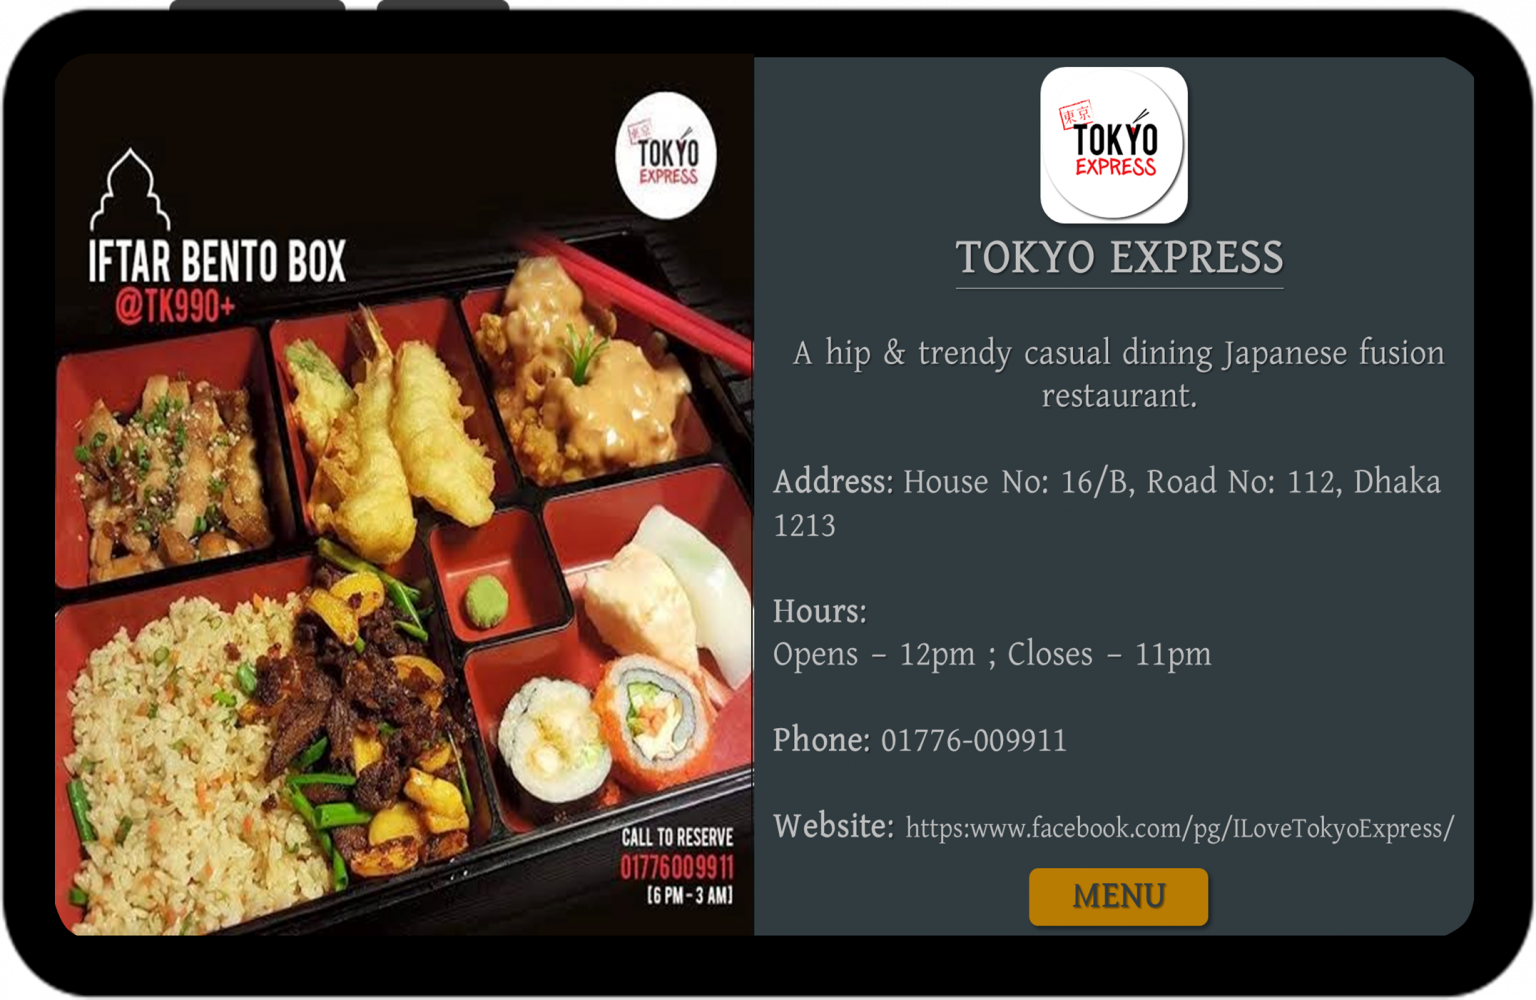 IFTAR BENTO BOX
@TK990+
東京
TOKYO
EXPRESS
CALL TO RESERVE
01776009911
[6 PM - 3 AM]
東京
TOKYO
EXPRESS
TOKYO EXPRESS
A hip & trendy casual dining Japanese fusion
restaurant.
Address: House No: 16/B, Road No: 112, Dhaka
1213
Hours:
Opens – 12pm ; Closes – 11pm
Phone: 01776-009911
Website: https:www.facebook.com/pg/ILoveTokyoExpress/
MENU